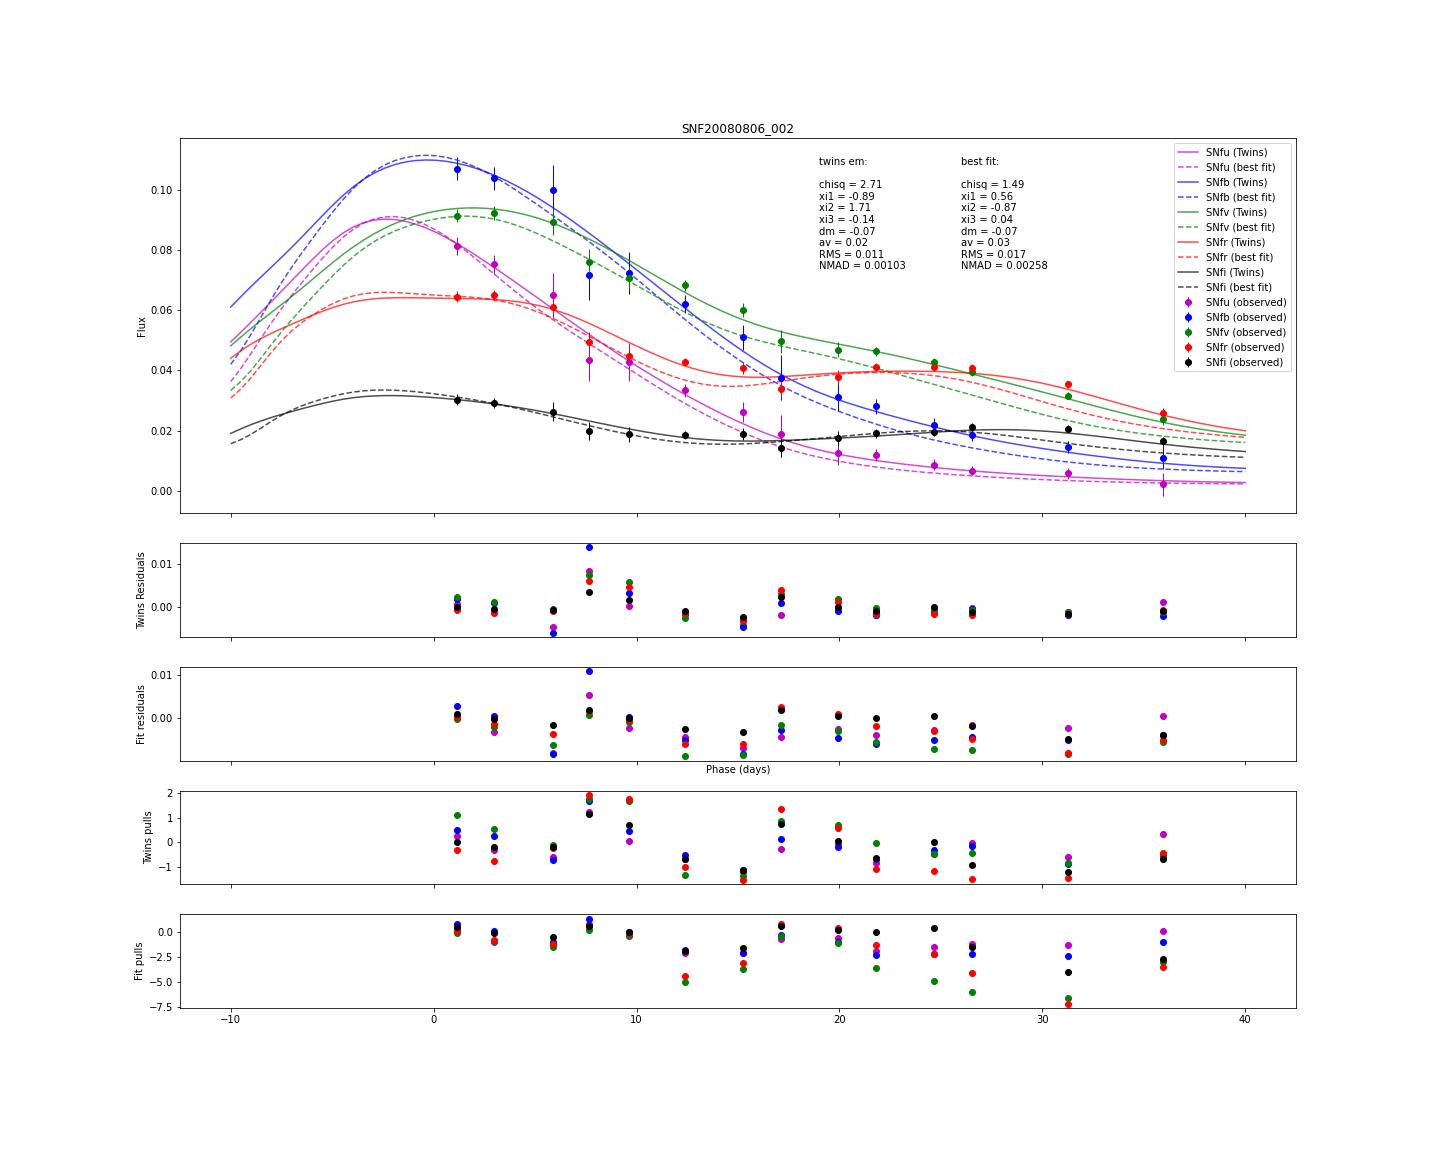 SNF20080806_002
twins em:
chisq = 2.71
xi1 = -0.89
xi2 = 1.71
xi3 = -0.14
dm = -0.07
av = 0.02
RMS = 0.011
NMAD = 0.00103
best fit:
chisq = 1.49
xi1 = 0.56
xi2 = -0.87
xi3 = 0.04
dm = -0.07
av = 0.03
RMS = 0.017
NMAD = 0.00258
SNfu (Twins)
SNfu (best fit)
SNfb (Twins)
SNfb (best fit)
SNfv (Twins)
SNfv (best fit)
SNfr (Twins)
SNfr (best fit)
SNfi (Twins)
SNfi (best fit)
SNfu (observed)
SNfb (observed)
SNfv (observed)
SNfr (observed)
SNfi (observed)
Flux
0.10
0.08
0.06
0.04
0.02
0.00
Twins Residuals
0.01
0.00
Fit residuals
0.01
0.00
Phase (days)
Twins pulls
2
1
0
−1
Fit pulls
0.0
−2.5
−5.0
−7.5
−10
0
10
20
30
40